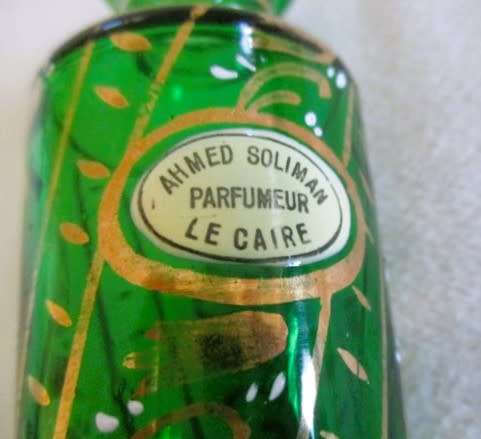 AHMED SOLIMAN
PARFUMEUR
LE CAIRE